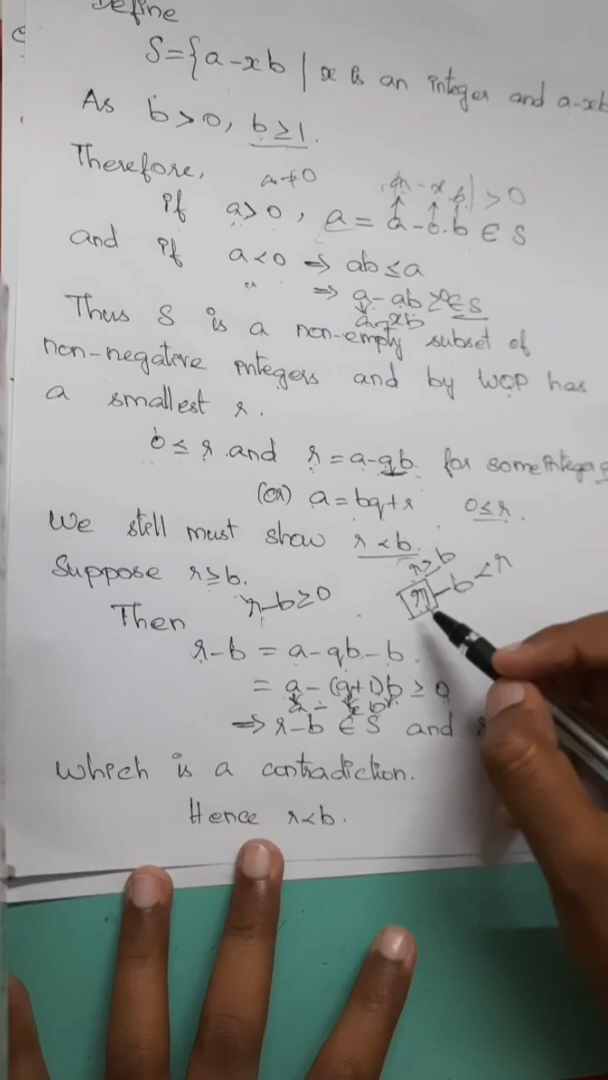 Define
S={a-xb | x is an integer and a-xb
As b>0, b≥1.
Therefore, a≠0
if a>0, a = a-0.b ∈ S
and if a<0 ⇒ ab≤a
⇒ a-ab≥0∈S
a-xb
Thus S is a non-empty subset of
non-negative integers and by WOP has
a smallest r.
r = a-qb. for some integer q
(or) a = bq+r 0≤r.
We still must show r<b.
Suppose r≥b. r≥b
r-b<r
Then r-b≥0
r-b = a-qb-b.
= a-(q+1)b ≥ 0
a - x b
⇒ r-b ∈ S and
which is a contradiction.
Hence r<b.